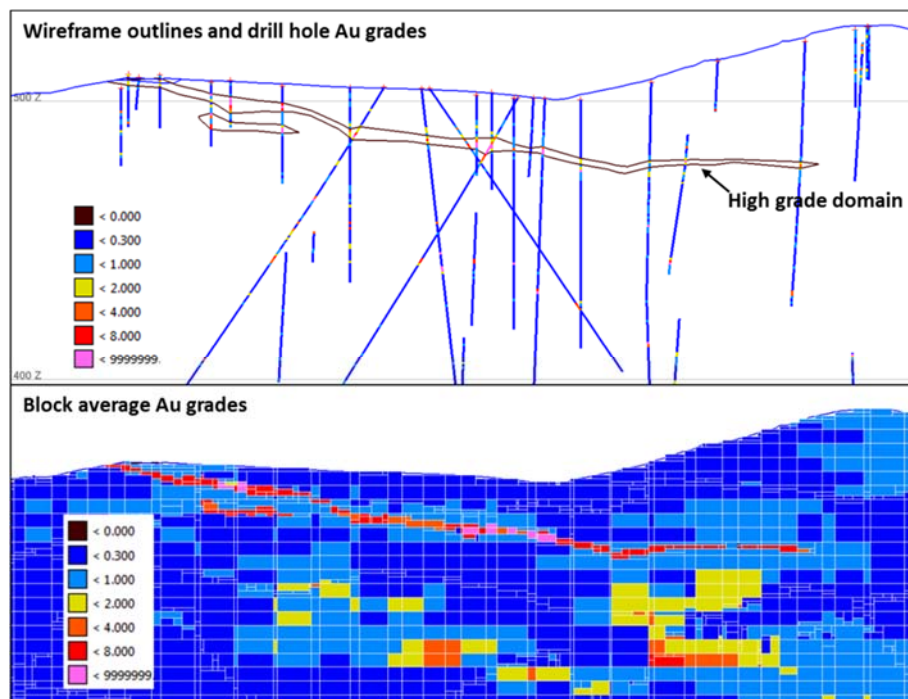 Wireframe outlines and drill hole Au grades
500 Z
High grade domain
< 0.000
< 0.300
< 1.000
< 2.000
< 4.000
< 8.000
< 9999999.
400 Z
Block average Au grades
< 0.000
< 0.300
< 1.000
< 2.000
< 4.000
< 8.000
< 9999999.